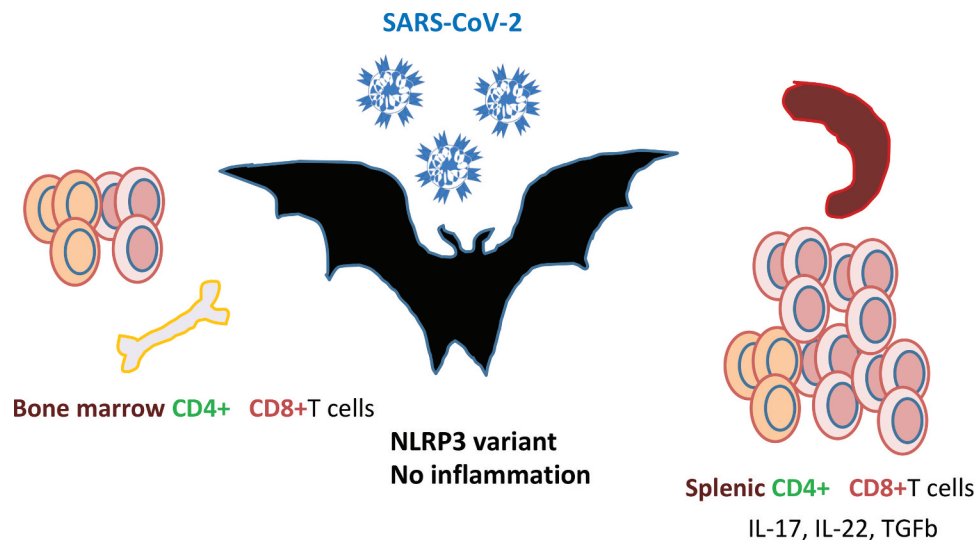 SARS-CoV-2
Bone marrow CD4+ CD8+T cells
NLRP3 variant
No inflammation
Splenic CD4+ CD8+T cells
IL-17, IL-22, TGFb